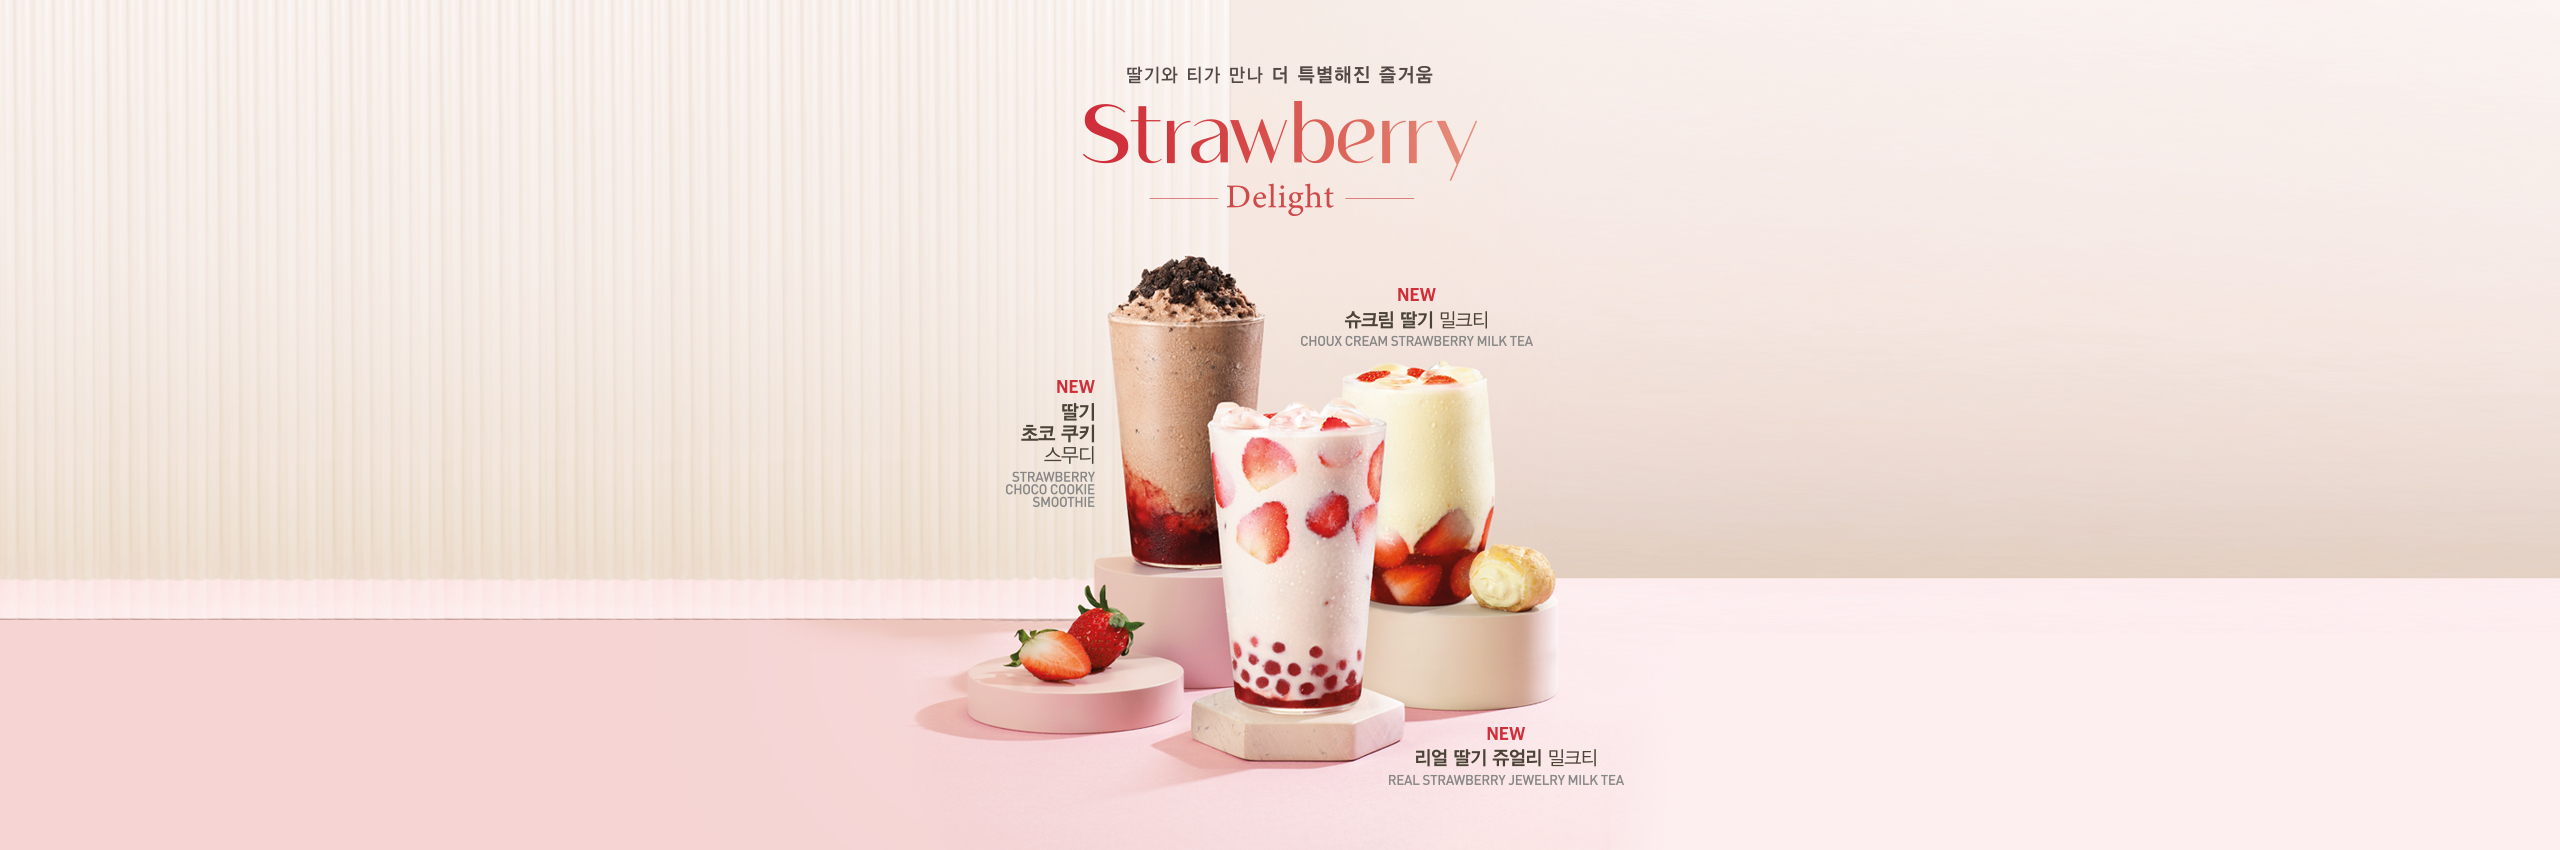 딸기와 티가 만나 더 특별해진 즐거움
Strawberry
Delight
NEW
슈크림 딸기 밀크티
CHOUX CREAM STRAWBERRY MILK TEA
NEW
딸기
초코 쿠키
스무디
STRAWBERRY
CHOCO COOKIE
SMOOTHIE
NEW
리얼 딸기 쥬얼리 밀크티
REAL STRAWBERRY JEWELRY MILK TEA